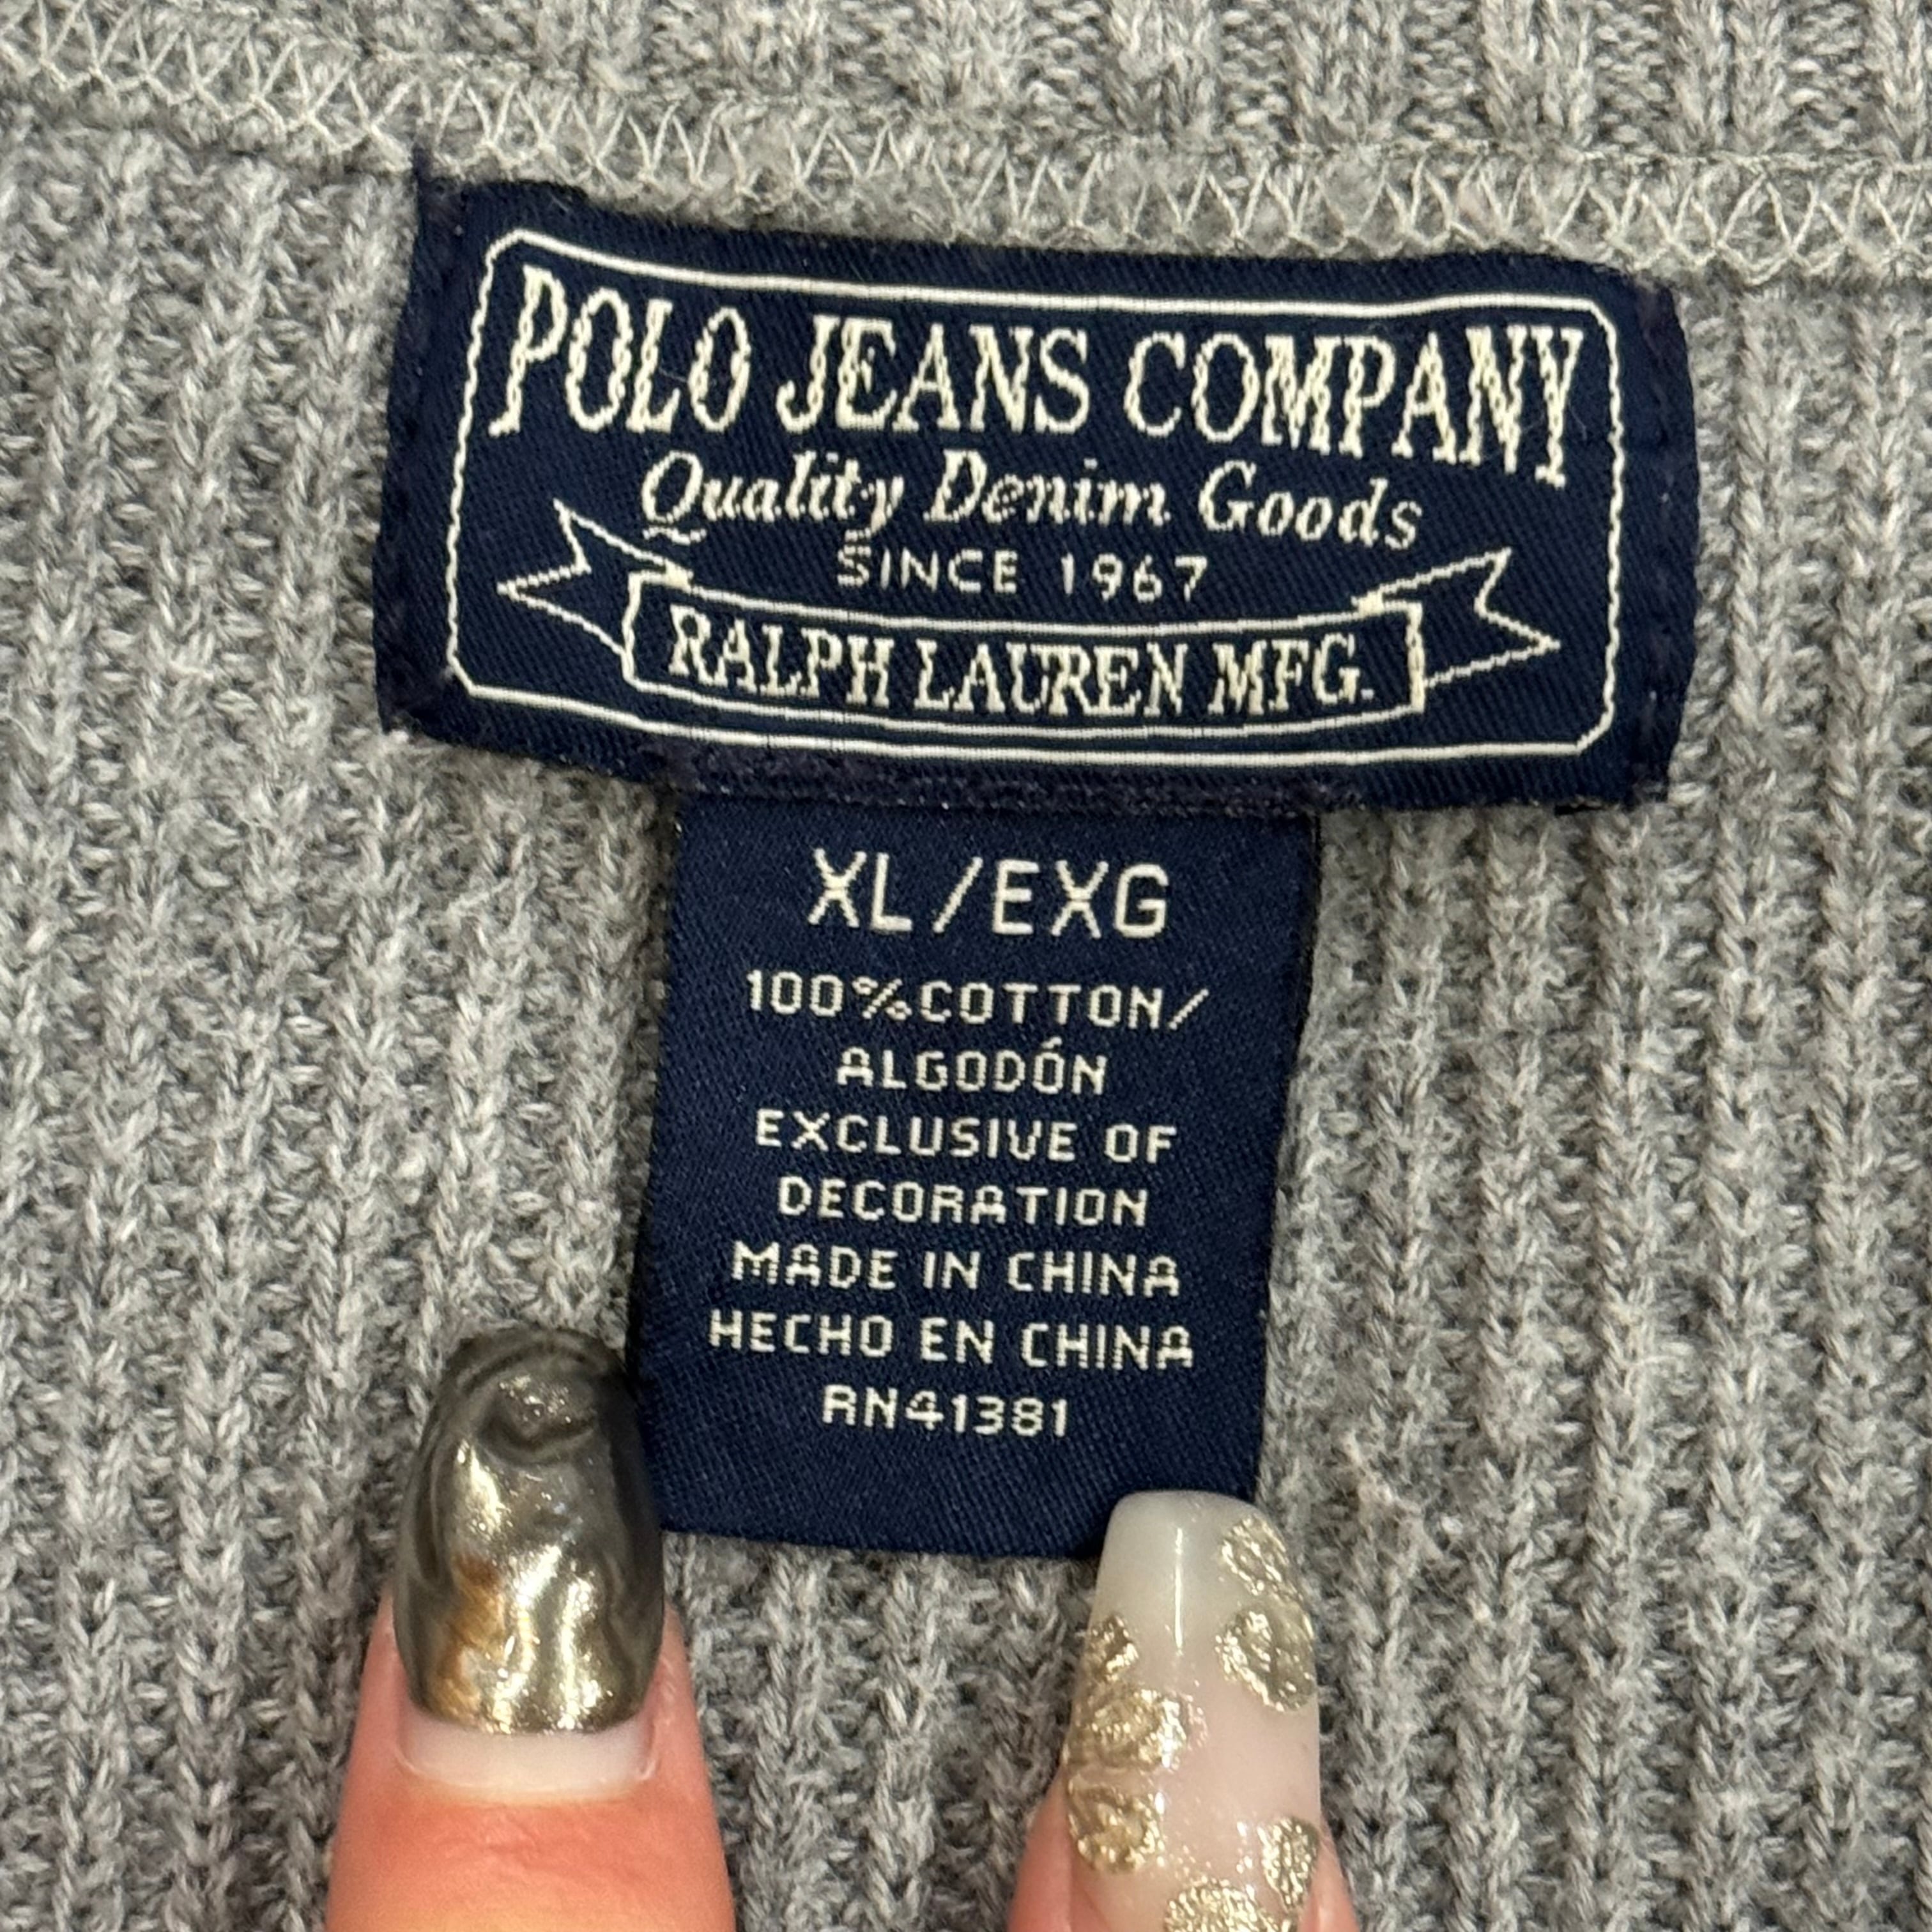 POLO JEANS COMPANY
Quality Denim Goods
SINCE 1967
RALPH LAUREN MFG.
XL/EXG
100%COTTON/
ALGODÓN
EXCLUSIVE OF
DECORATION
MADE IN CHINA
HECHO EN CHINA
RN41381